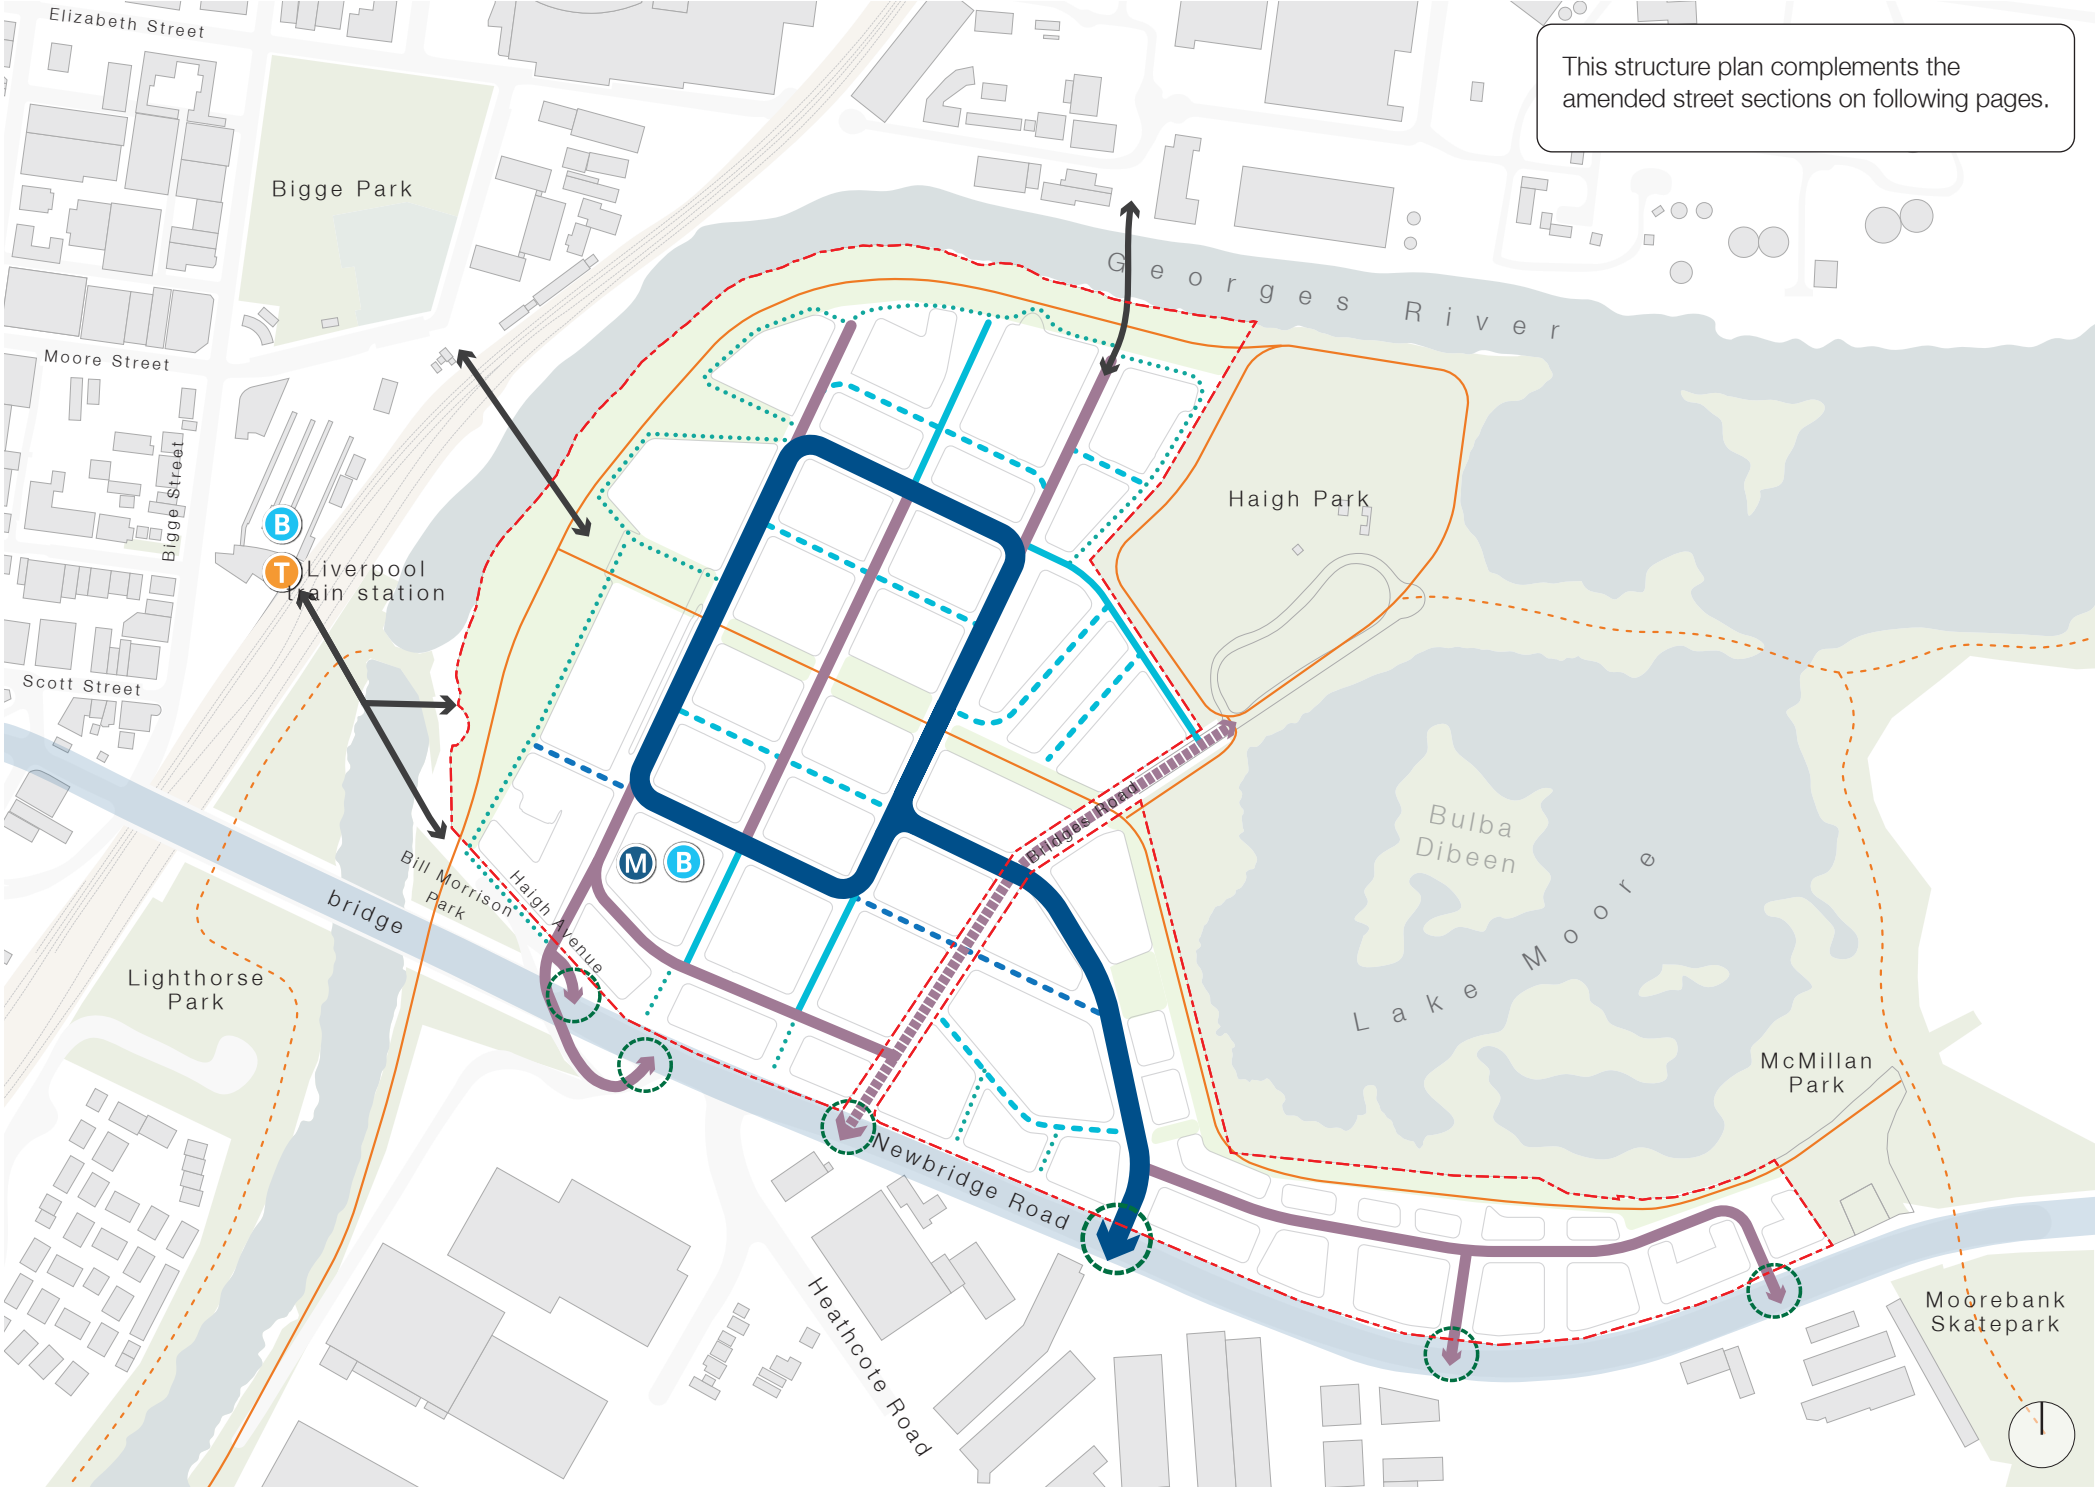 Elizabeth Street
This structure plan complements the
amended street sections on following pages.
Bigge Park
Georges River
Moore Street
Bigge Street
Haigh Park
B
T
Liverpool
train station
Scott Street
Bridges Road
Bulba
Dibeen
Lake Moore
M
B
Bill Morrison
Park
Haigh Avenue
bridge
Lighthorse
Park
McMillan
Park
Newbridge Road
Heathcote Road
Moorebank
Skatepark